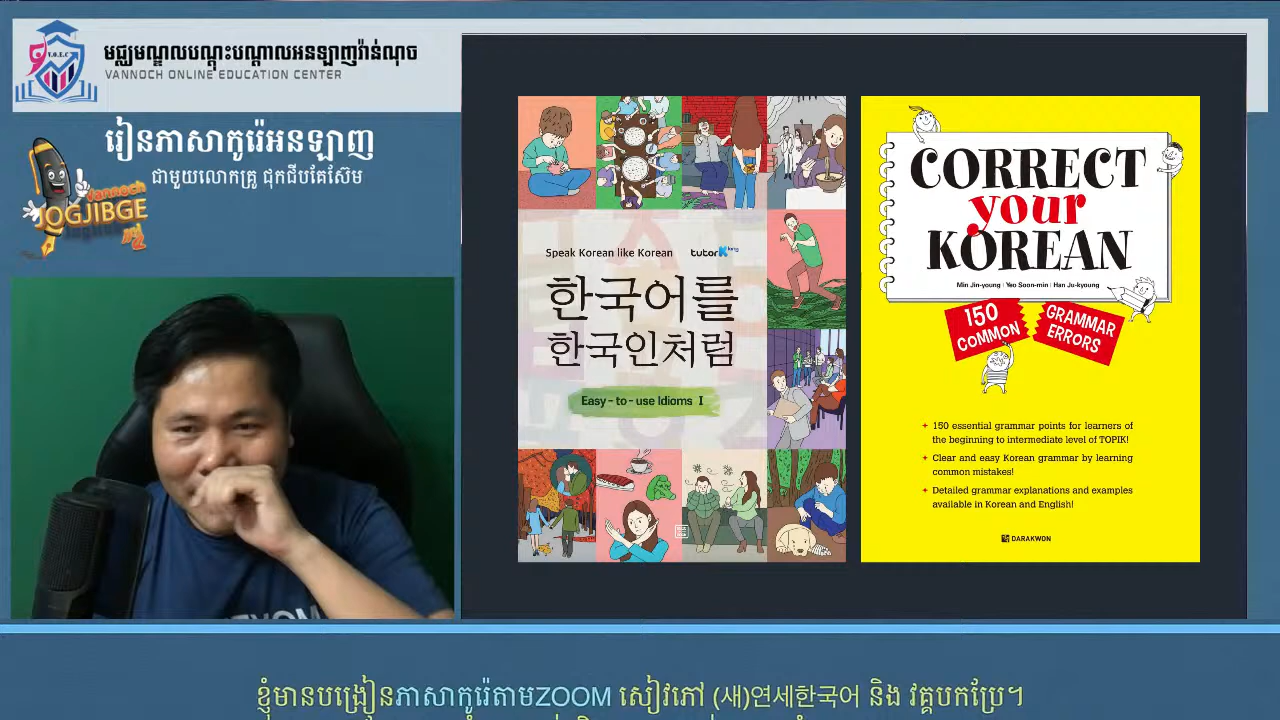 មជ្ឈមណ្ឌលបណ្តុះបណ្តាលអនឡាញវ៉ាន់ណុច
VANNOCH ONLINE EDUCATION CENTER
V.O.E.C
រៀនភាសាកូរ៉េអនឡាញ
ជាមួយលោកគ្រូ ជុកជីបគែស៊ើម
Vannoch
JOGJIBGE
Speak Korean like Korean
tutorK
한국어를
한국인처럼
Easy - to - use Idioms I
CORRECT
your
KOREAN
Min Jin-young | Yeo Soon-min | Han Ju-kyoung
150
COMMON
GRAMMAR
ERRORS
+ 150 essential grammar points for learners of
the beginning to intermediate level of TOPIK!
+ Clear and easy Korean grammar by learning
common mistakes!
+ Detailed grammar explanations and examples
available in Korean and English!
DARAKWON
ខ្ញុំមានបង្រៀនភាសាកូរ៉េតាមZOOM សៀវភៅ (새)연세한국어 និង វគ្គបកប្រែ។